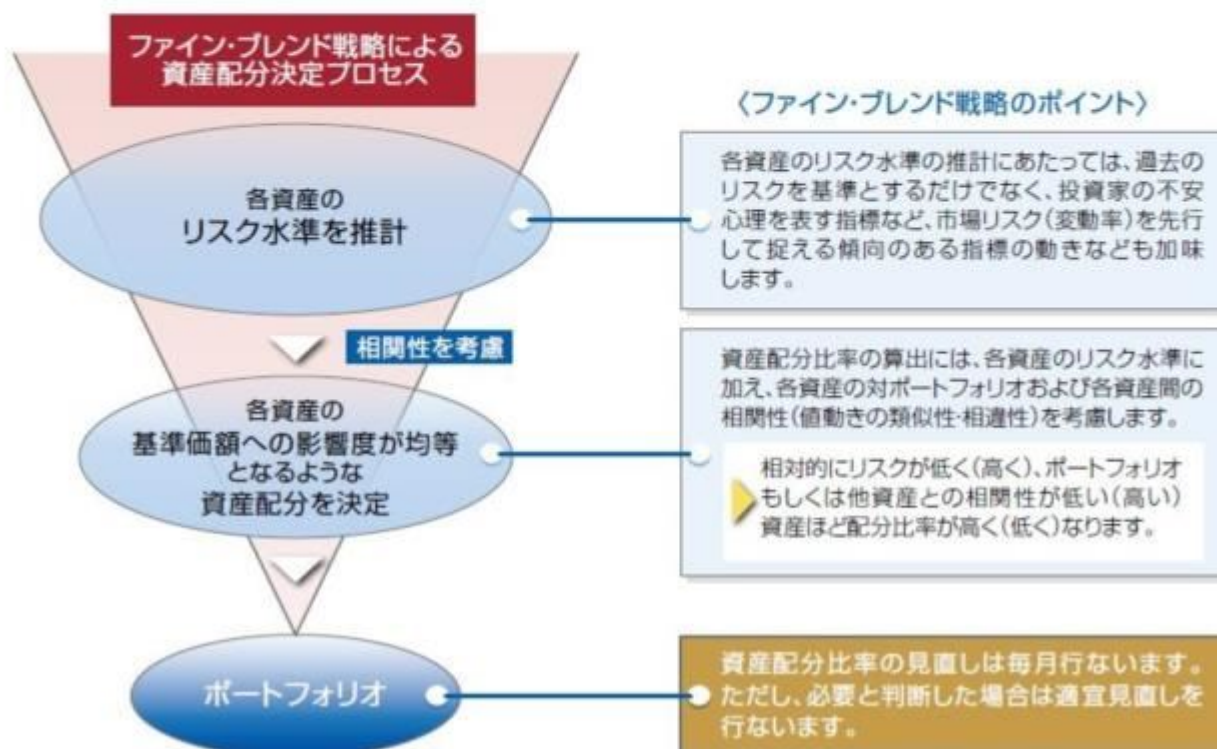 ファイン・ブレンド戦略による
資産配分決定プロセス
〈ファイン・ブレンド戦略のポイント〉
各資産の
リスク水準を推計
各資産のリスク水準の推計にあたっては、過去の
リスクを基準とするだけでなく、投資家の不安
心理を表す指標など、市場リスク(変動率)を先行
して捉える傾向のある指標の動きなども加味
します。
相関性を考慮
各資産の
基準価額への影響度が均等
となるような
資産配分を決定
資産配分比率の算出には、各資産のリスク水準に
加え、各資産の対ポートフォリオおよび各資産間の
相関性(値動きの類似性・相違性)を考慮します。
相対的にリスクが低く(高く)、ポートフォリオ
もしくは他資産との相関性が低い(高い)
資産ほど配分比率が高く(低く)なります。
ポートフォリオ
資産配分比率の見直しは毎月行ないます。
ただし、必要と判断した場合は適宜見直しを
行ないます。